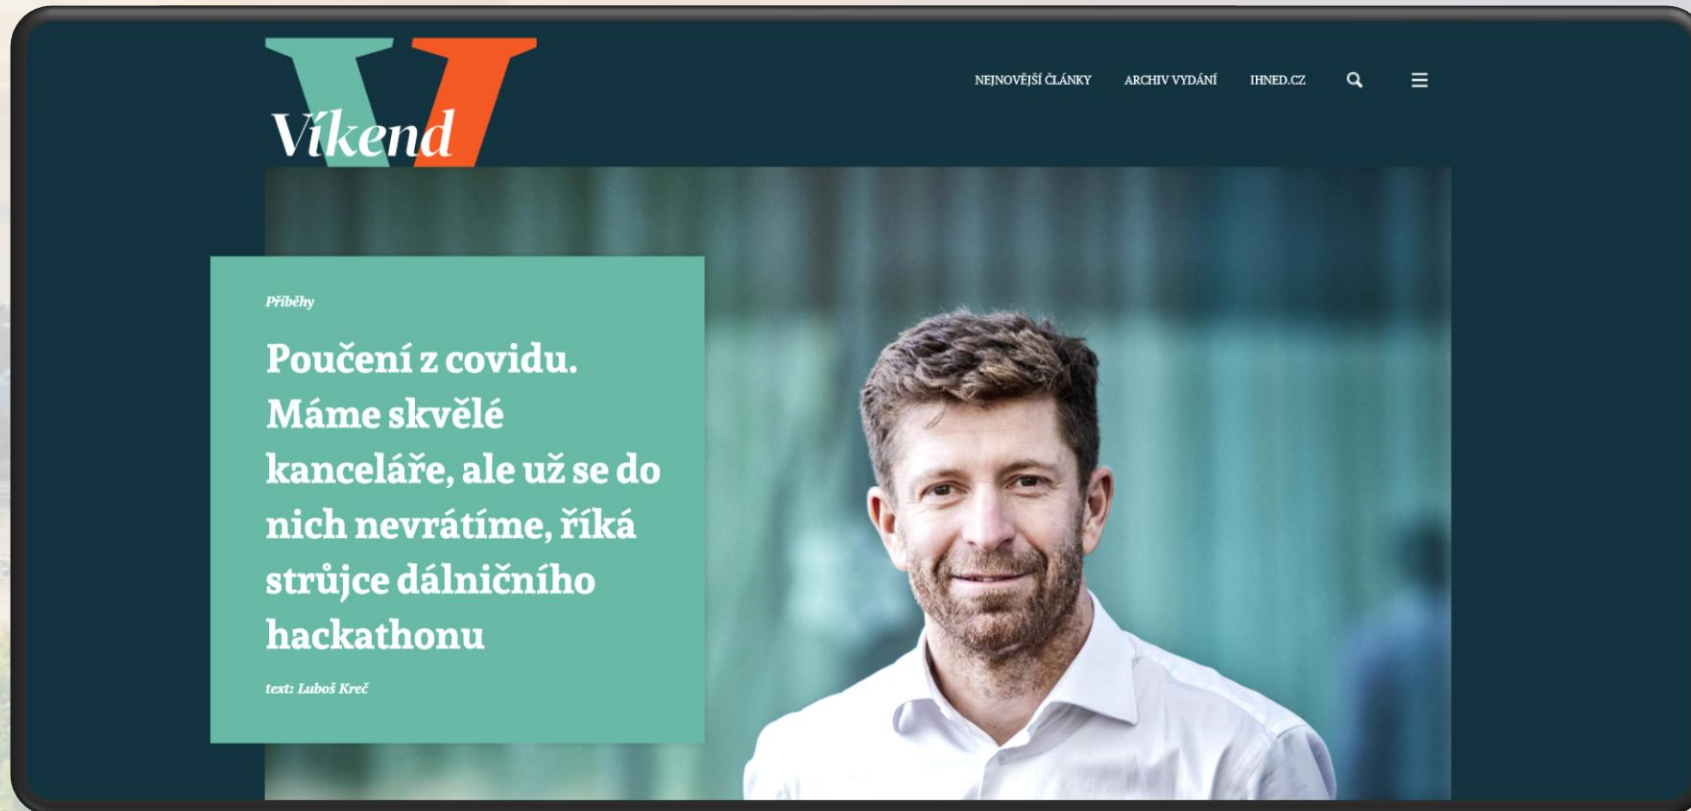 Víkend
NEJNOVĚJŠÍ ČLÁNKY ARCHIV VYDÁNÍ IHNED.CZ
Příběhy
Poučení z covidu.
Máme skvělé
kanceláře, ale už se do
nich nevrátíme, říká
strůjce dálničního
hackathonu
text: Luboš Kreč